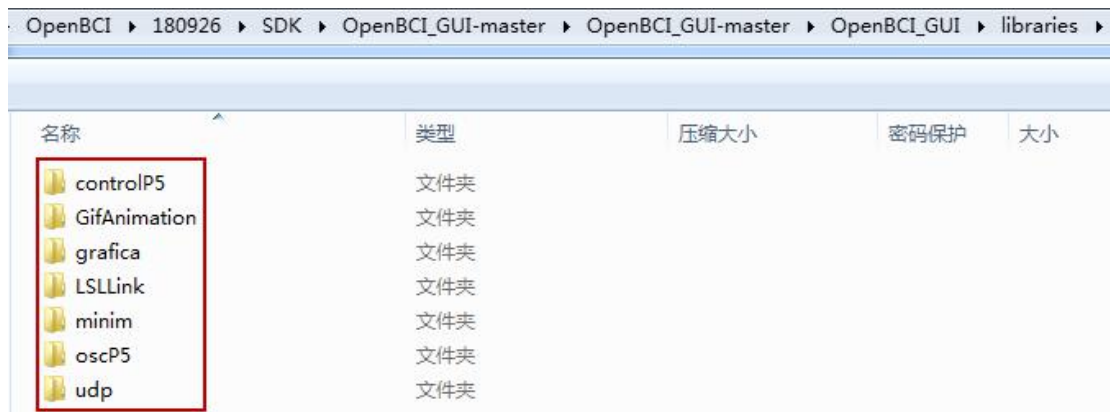 OpenBCI ▸ 180926 ▸ SDK ▸ OpenBCI_GUI-master ▸ OpenBCI_GUI-master ▸ OpenBCI_GUI ▸ libraries ▸
名称 类型 压缩大小 密码保护 大小
controlP5 文件夹
GifAnimation 文件夹
grafica 文件夹
LSLLink 文件夹
minim 文件夹
oscP5 文件夹
udp 文件夹